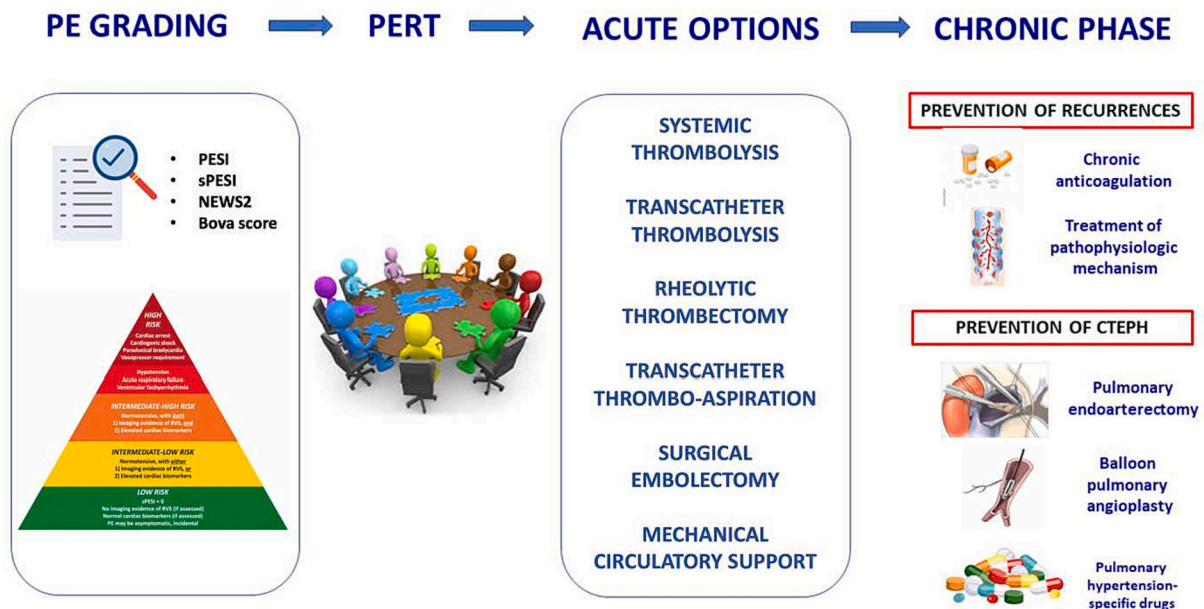 PE GRADING
PERT
ACUTE OPTIONS
CHRONIC PHASE
• PESI
• sPESI
• NEWS2
• Bova score
HIGH
RISK
Cardiac arrest
Cardiogenic shock
Paradoxical bradycardia
Vasopressor requirement
Hypotension
Acute respiratory failure
Ventricular Tachyarrhythmia
INTERMEDIATE-HIGH RISK
Normotensive, with both
1) Imaging evidence of RVS, and
2) Elevated cardiac biomarkers
INTERMEDIATE-LOW RISK
Normotensive, with either
1) Imaging evidence of RVS, or
2) Elevated cardiac biomarkers
LOW RISK
sPESI = 0
No imaging evidence of RVS (if assessed)
Normal cardiac biomarkers (if assessed)
PE may be asymptomatic, incidental
SYSTEMIC
THROMBOLYSIS
TRANSCATHETER
THROMBOLYSIS
RHEOLYTIC
THROMBECTOMY
TRANSCATHETER
THROMBO-ASPIRATION
SURGICAL
EMBOLECTOMY
MECHANICAL
CIRCULATORY SUPPORT
PREVENTION OF RECURRENCES
Chronic
anticoagulation
Treatment of
pathophysiologic
mechanism
PREVENTION OF CTEPH
Pulmonary
endoarterectomy
Balloon
pulmonary
angioplasty
Pulmonary
hypertension-
specific drugs